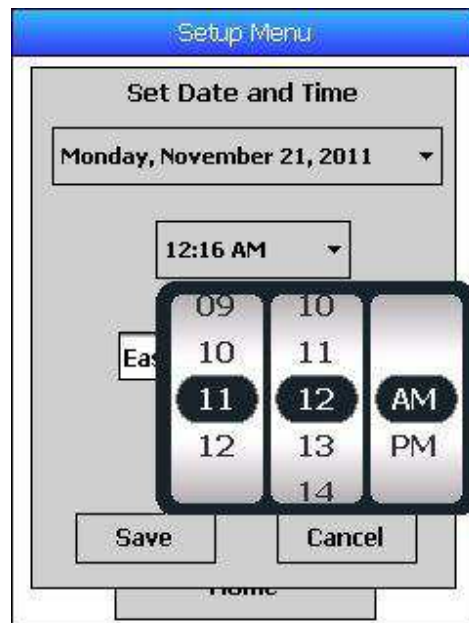 Setup Menu
Set Date and Time
Monday, November 21, 2011
12:16 AM
09 10
10 11
Eas
11 12 AM
12 13 PM
14
Save Cancel
Home